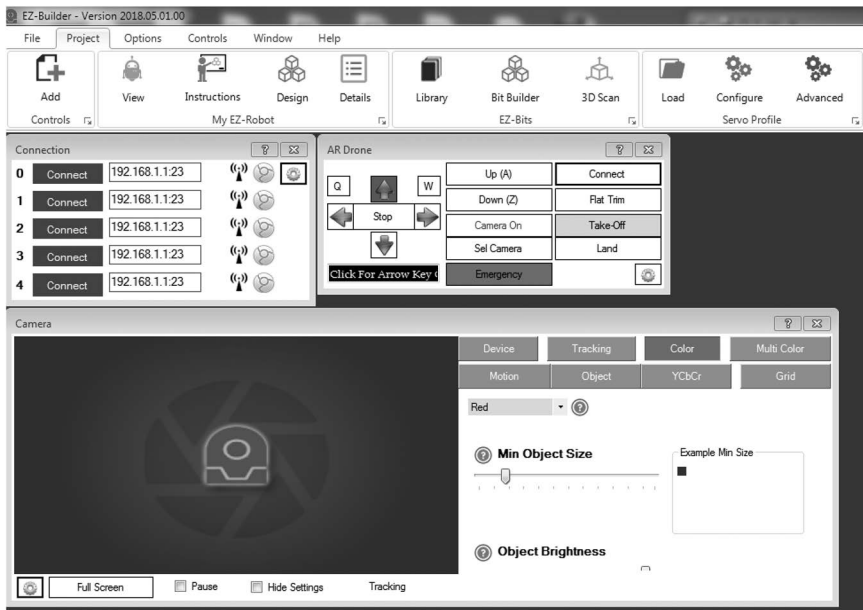 EZ-Builder - Version 2018.05.01.00
File Project Options Controls Window Help
Add View Instructions Design Details Library Bit Builder 3D Scan Load Configure Advanced
Controls My EZ-Robot EZ-Bits Servo Profile
Connection ?
0 Connect 192.168.1.1:23
1 Connect 192.168.1.1:23
2 Connect 192.168.1.1:23
3 Connect 192.168.1.1:23
4 Connect 192.168.1.1:23
AR Drone ?
Q W Up (A) Connect
Down (Z) Flat Trim
Stop Camera On Take-Off
Sel Camera Land
Click For Arrow Key Emergency
Camera ?
Device Tracking Color Multi Color
Motion Object YCbCr Grid
Red ?
? Min Object Size Example Min Size
? Object Brightness
Full Screen Pause Hide Settings Tracking